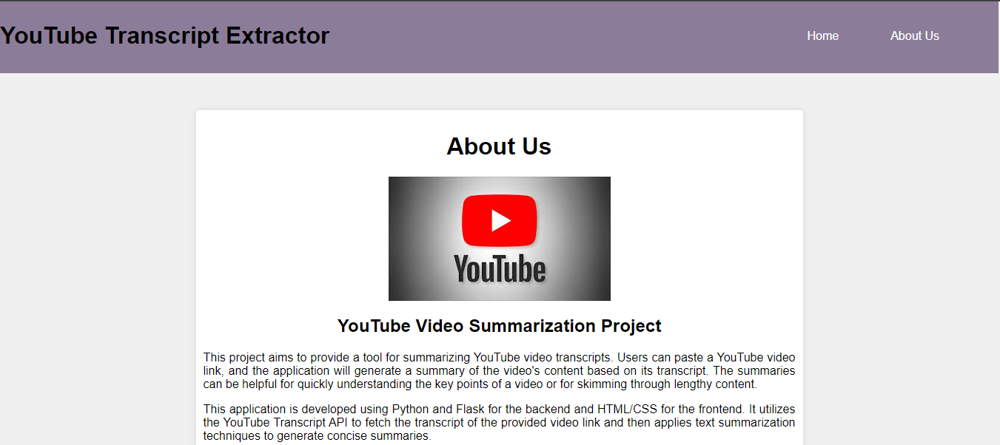 YouTube Transcript Extractor
Home
About Us
About Us
YouTube
YouTube Video Summarization Project
This project aims to provide a tool for summarizing YouTube video transcripts. Users can paste a YouTube video
link, and the application will generate a summary of the video's content based on its transcript. The summaries
can be helpful for quickly understanding the key points of a video or for skimming through lengthy content.
This application is developed using Python and Flask for the backend and HTML/CSS for the frontend. It utilizes
the YouTube Transcript API to fetch the transcript of the provided video link and then applies text summarization
techniques to generate concise summaries.